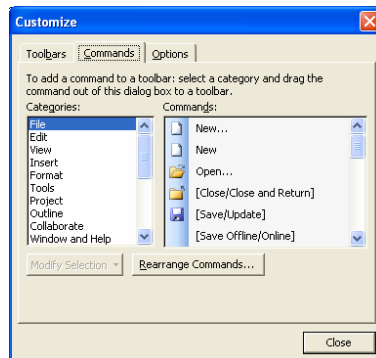 Customize
Toolbars Commands Options
To add a command to a toolbar: select a category and drag the
command out of this dialog box to a toolbar.
Categories: Commands:
File
Edit
View
Insert
Format
Tools
Project
Outline
Collaborate
Window and Help
New...
New
Open...
[Close/Close and Return]
[Save/Update]
[Save Offline/Online]
Modify Selection Rearrange Commands...
Close